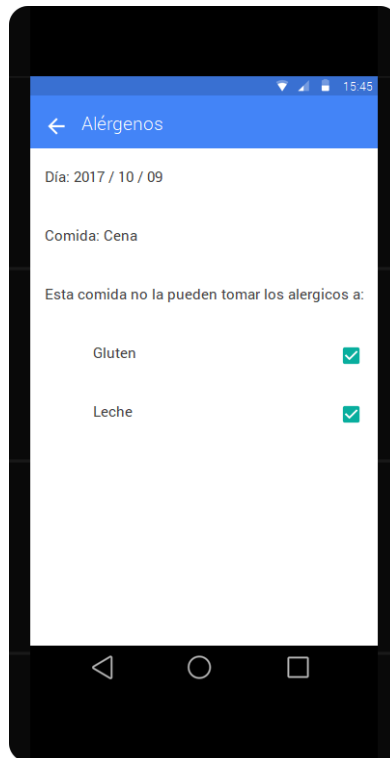 15:45
Alérgenos
Día: 2017 / 10 / 09
Comida: Cena
Esta comida no la pueden tomar los alergicos a:
Gluten
Leche